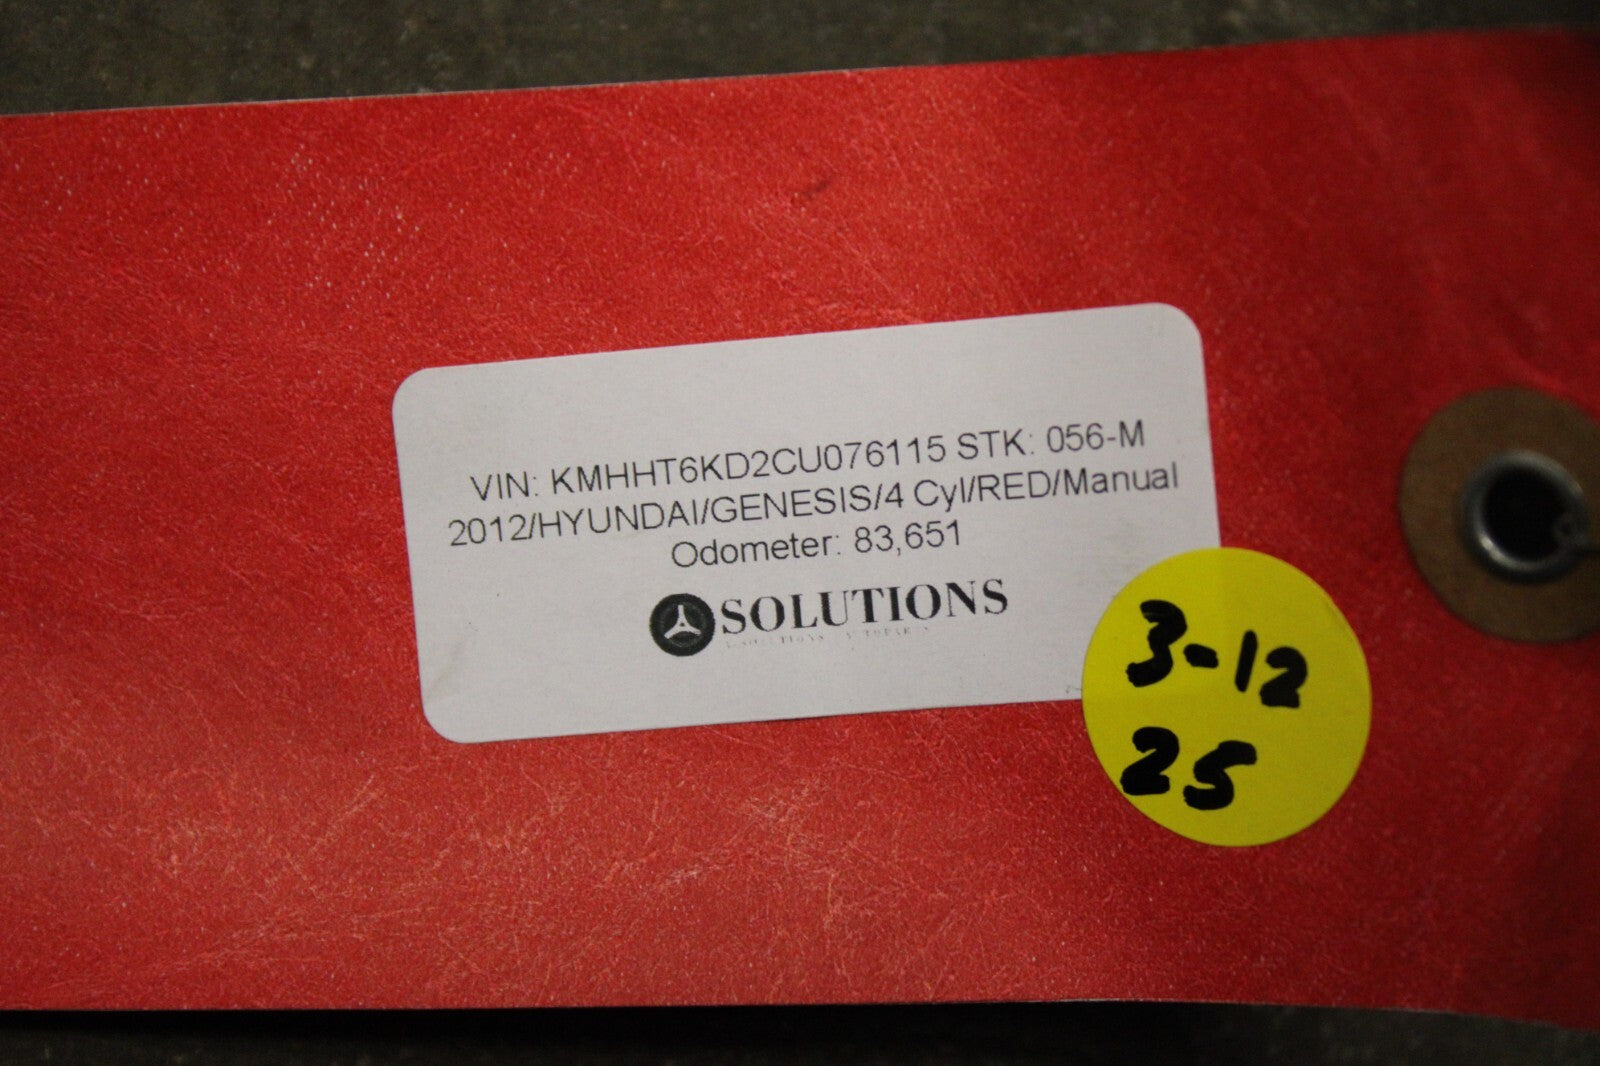 VIN: KMHHT6KD2CU076115 STK: 056-M
2012/HYUNDAI/GENESIS/4 Cyl/RED/Manual
Odometer: 83,651
SOLUTIONS
3-12
25